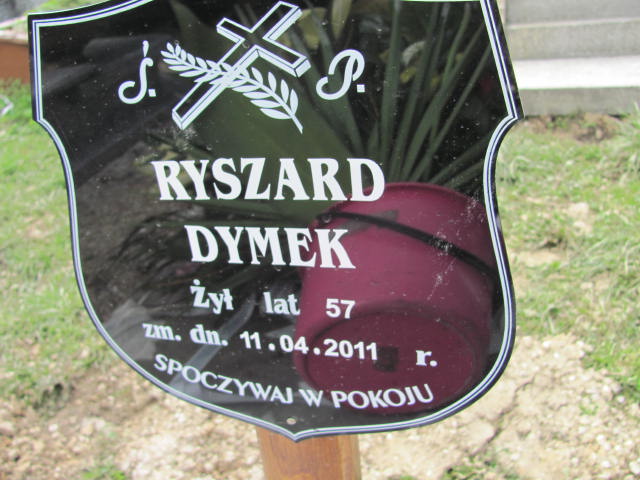 Ś. P.
RYSZARD
DYMEK
Żył lat 57
zm. dn. 11.04.2011 r.
SPOCZYWAJ W POKOJU